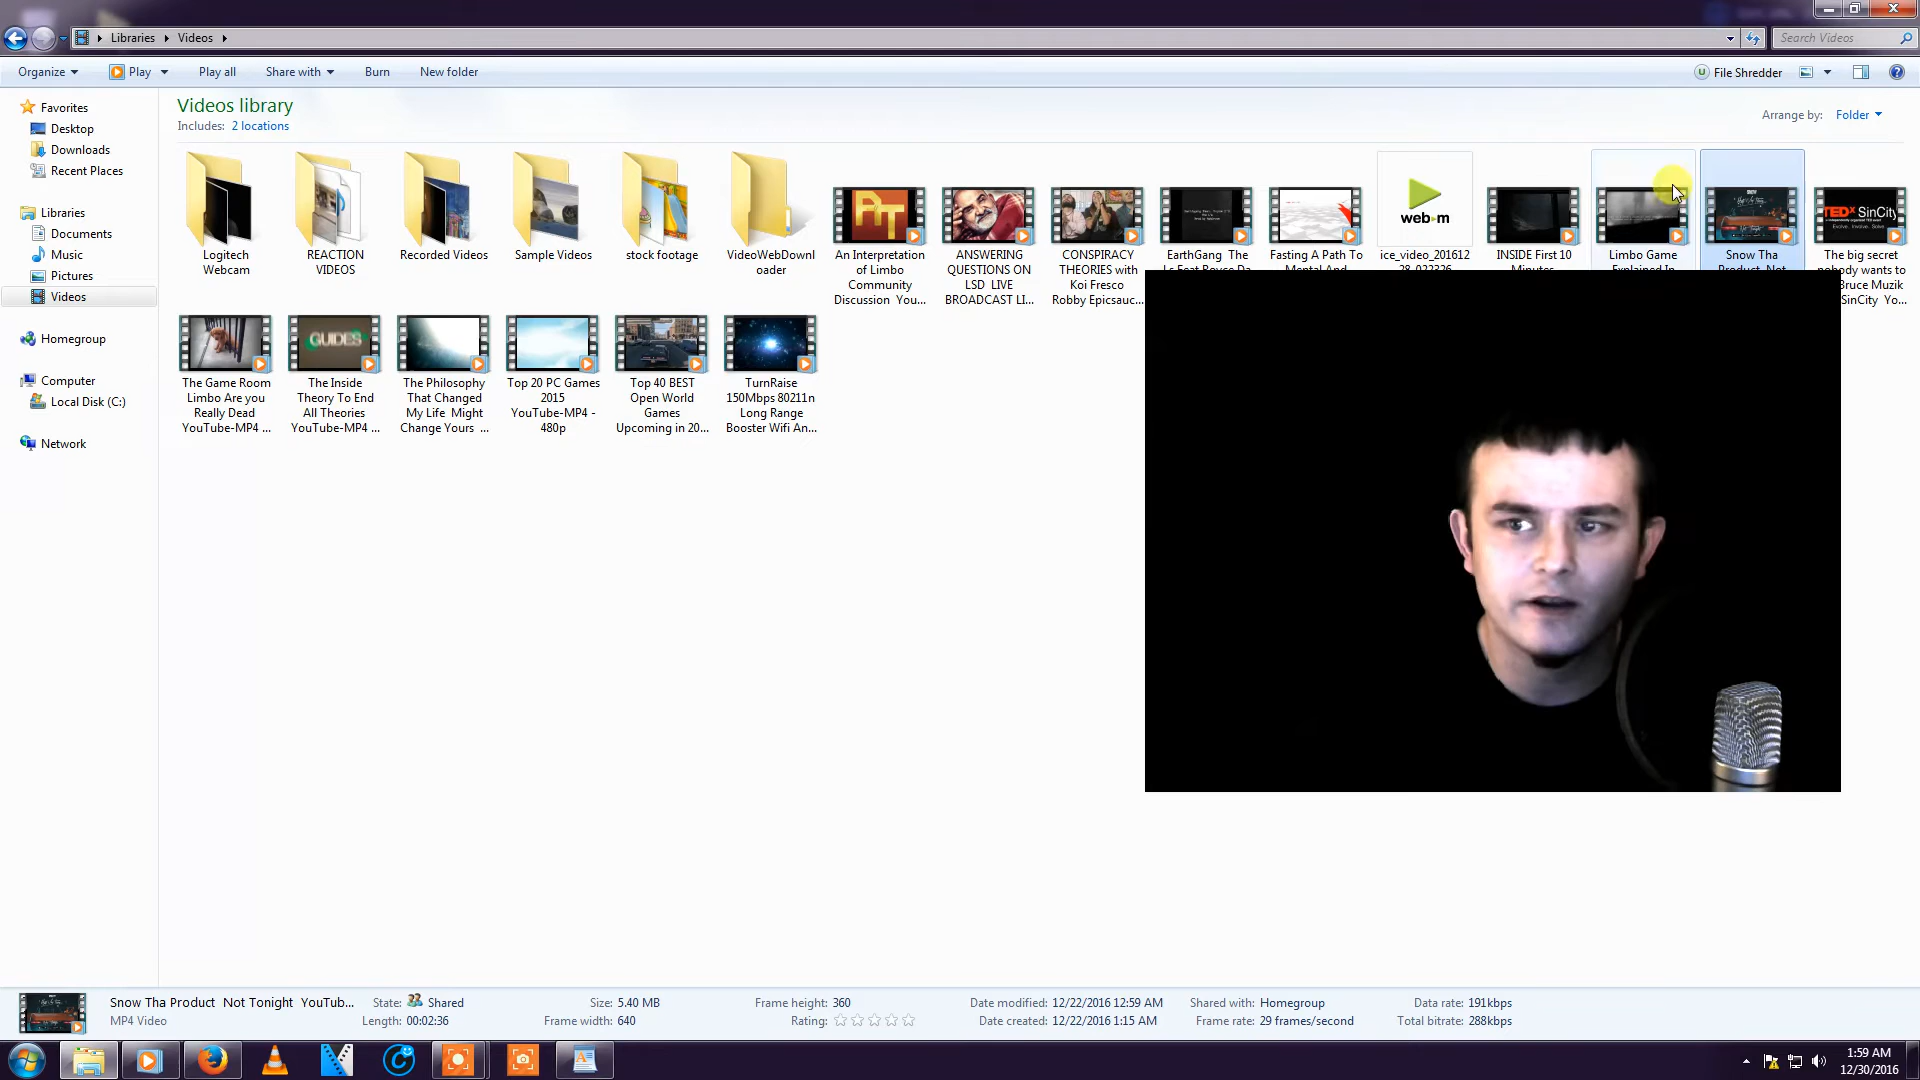 Libraries Videos
Search Videos
Organize Play Play all Share with Burn New folder
File Shredder
Favorites
Desktop
Downloads
Recent Places
Libraries
Documents
Music
Pictures
Videos
Homegroup
Computer
Local Disk (C:)
Network
Videos library
Includes: 2 locations
Arrange by: Folder
Logitech
Webcam
REACTION
VIDEOS
Recorded Videos
Sample Videos
stock footage
VideoWebDownl
oader
An Interpretation
of Limbo
Community
Discussion You...
ANSWERING
QUESTIONS ON
LSD LIVE
BROADCAST LI...
CONSPIRACY
THEORIES with
Koi Fresco
Robby Epicsauc...
EarthGang The
Fasting A Path To
Mental And
web-m
ice_video_201612
INSIDE First 10
Minutes
Limbo Game
Explained In
Snow Tha
Product Not
TEDx SinCity
The big secret
nobody wants to
Bruce Muzik
SinCity Yo...
The Game Room
Limbo Are you
Really Dead
YouTube-MP4 ...
GUIDES
The Inside
Theory To End
All Theories
YouTube-MP4 ...
The Philosophy
That Changed
My Life Might
Change Yours ...
Top 20 PC Games
2015
YouTube-MP4 -
480p
Top 40 BEST
Open World
Games
Upcoming in 20...
TurnRaise
150Mbps 80211n
Long Range
Booster Wifi An...
Snow Tha Product Not Tonight YouTub...
MP4 Video
State: Shared
Length: 00:02:36
Size: 5.40 MB
Frame width: 640
Frame height: 360
Rating:
Date modified: 12/22/2016 12:59 AM
Date created: 12/22/2016 1:15 AM
Shared with: Homegroup
Frame rate: 29 frames/second
Data rate: 191kbps
Total bitrate: 288kbps
1:59 AM
12/30/2016